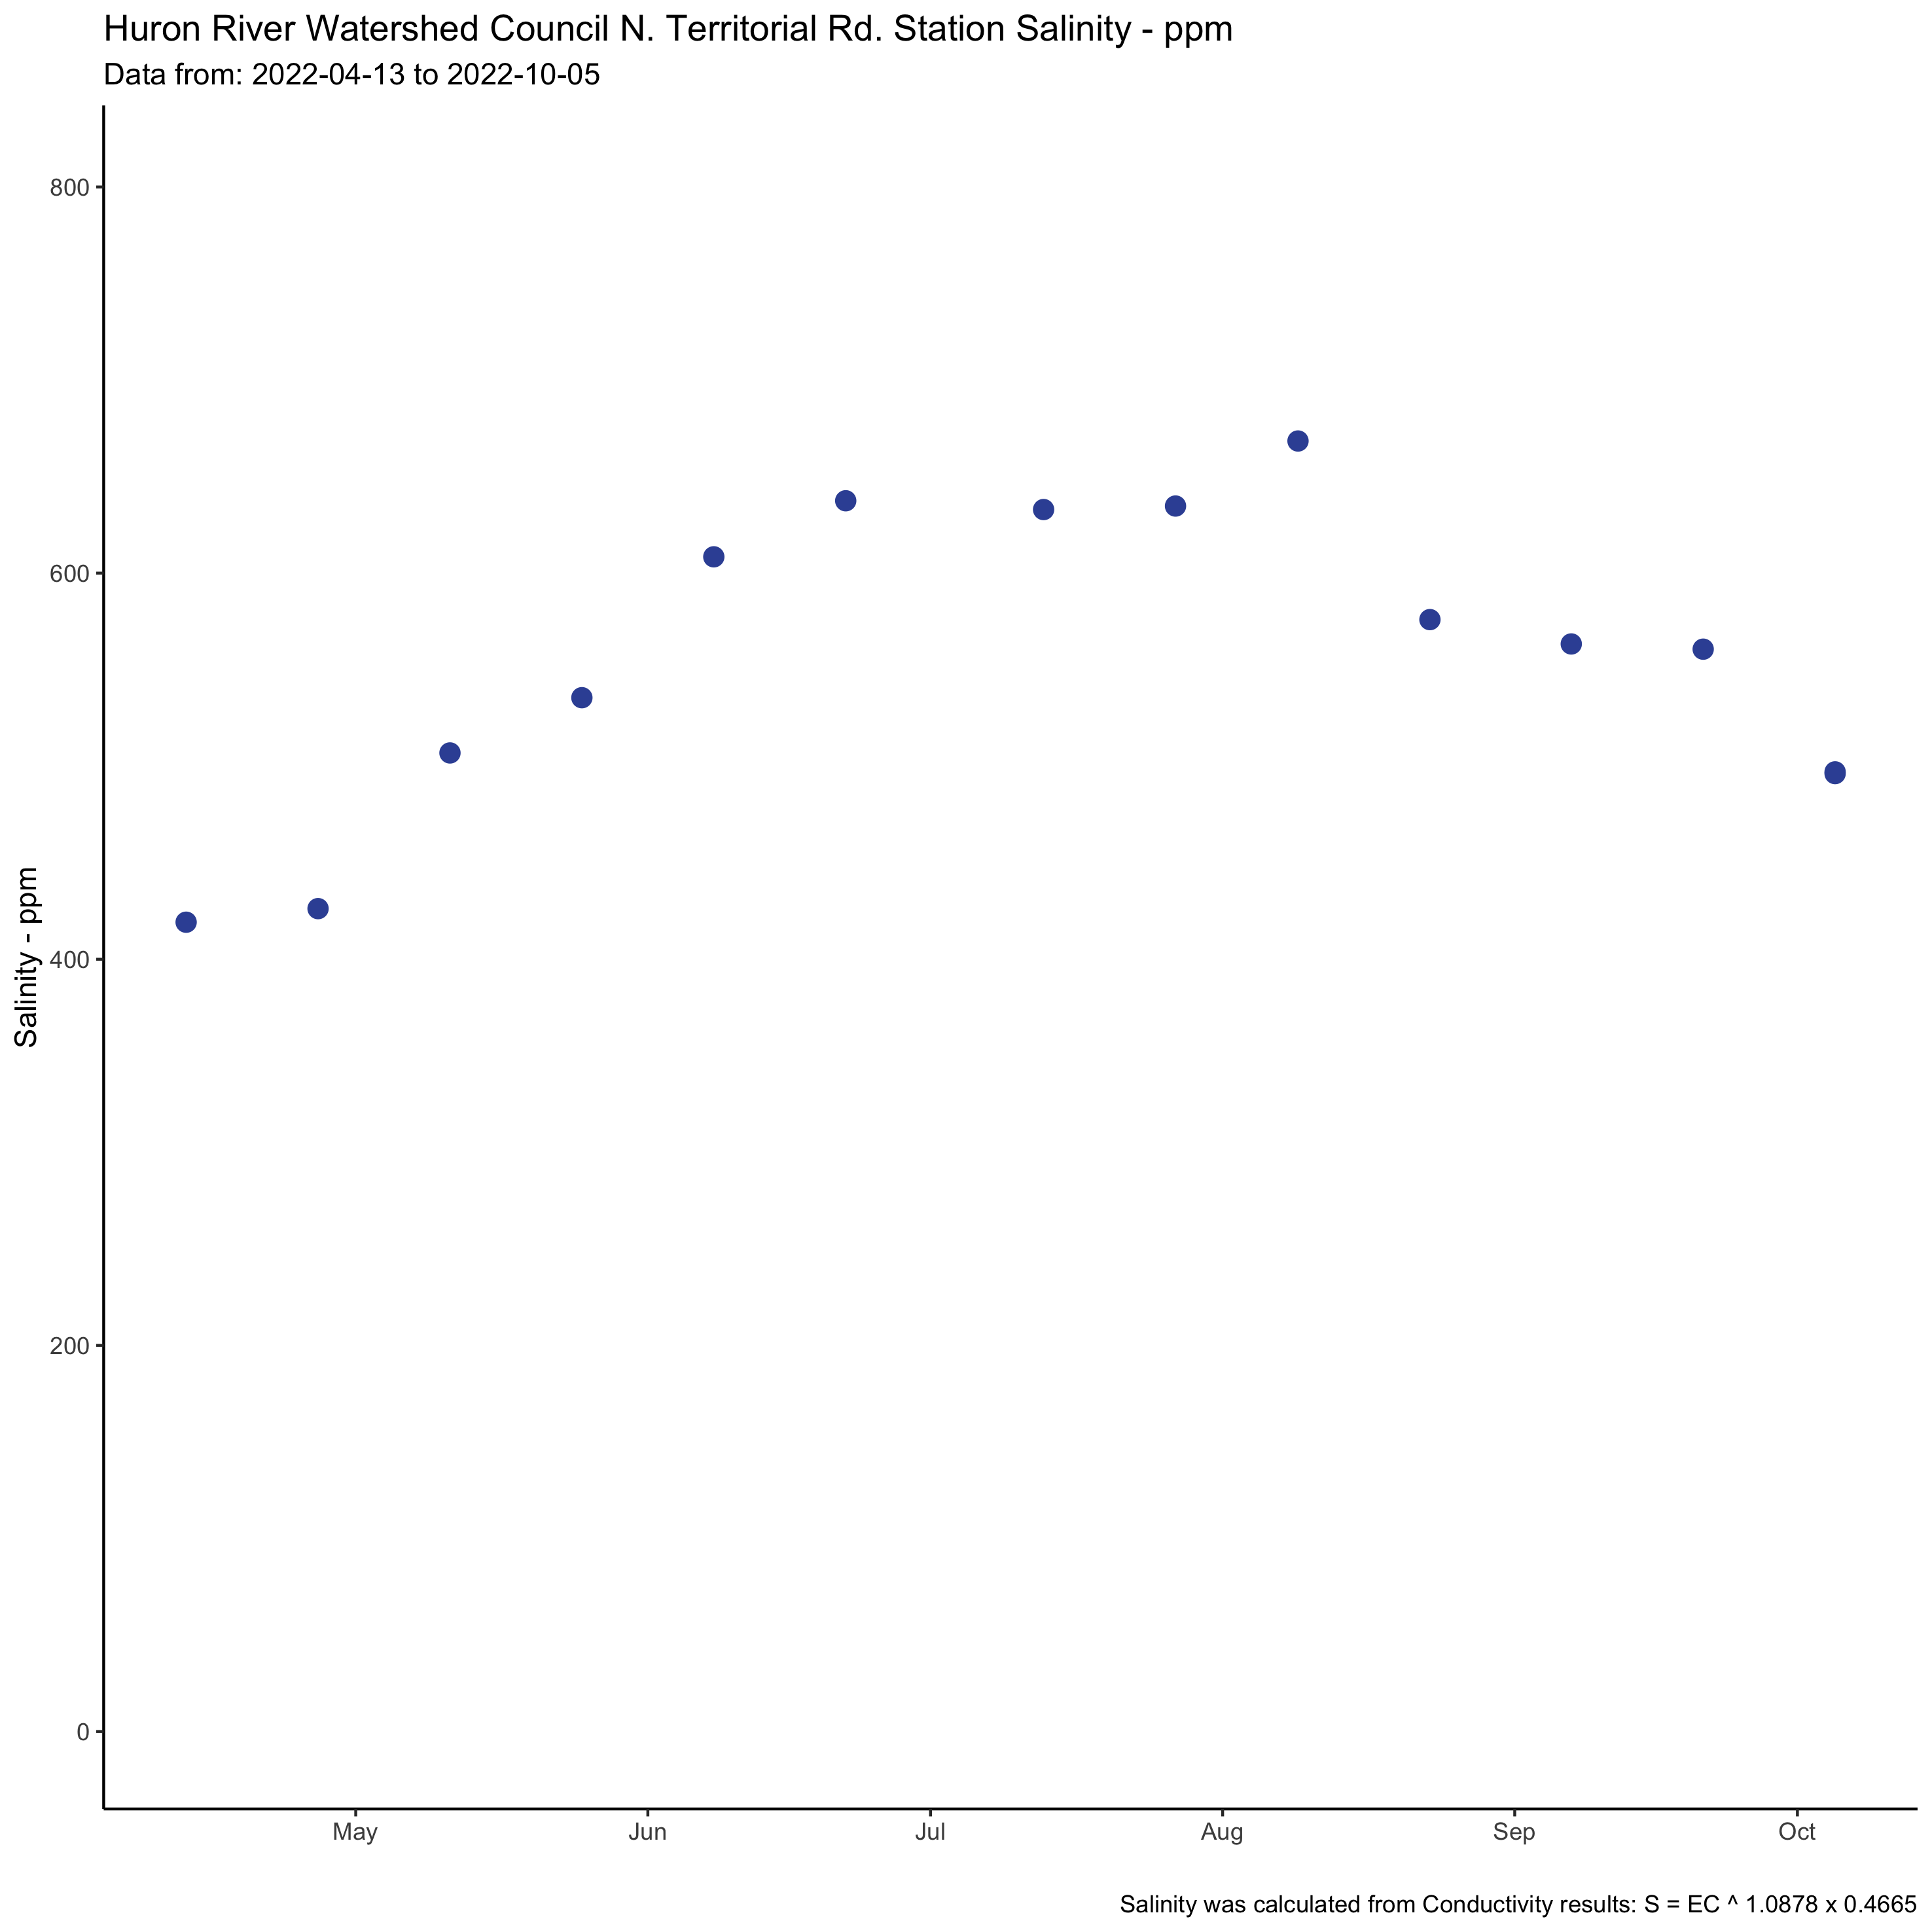 Huron River Watershed Council N. Territorial Rd. Station Salinity - ppm
Data from: 2022-04-13 to 2022-10-05
Salinity - ppm
800
600
400
200
0
May Jun Jul Aug Sep Oct
Salinity was calculated from Conductivity results: S = EC ^ 1.0878 x 0.4665